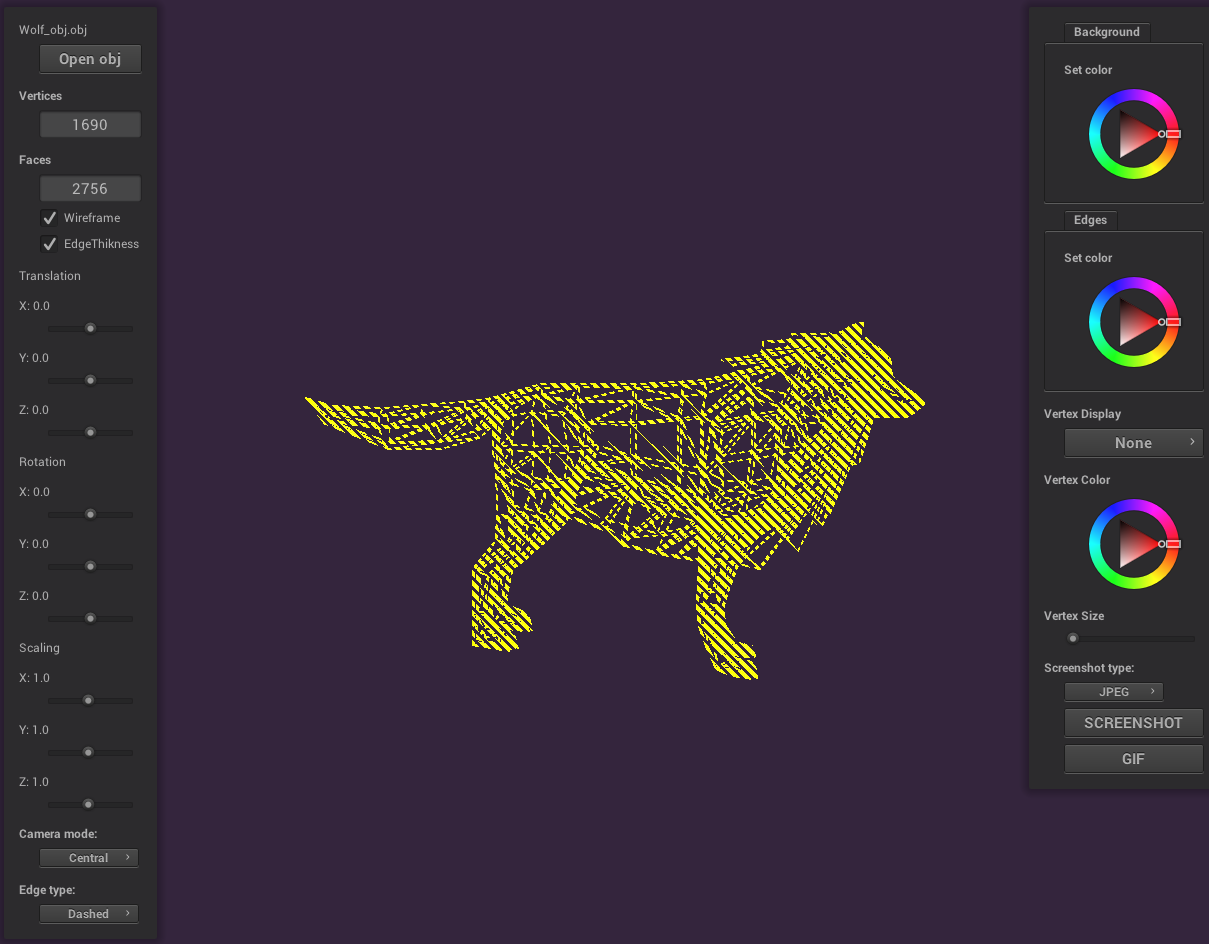 Wolf_obj.obj
Open obj
Vertices
1690
Faces
2756
Wireframe
EdgeThikness
Translation
X: 0.0
Y: 0.0
Z: 0.0
Rotation
X: 0.0
Y: 0.0
Z: 0.0
Scaling
X: 1.0
Y: 1.0
Z: 1.0
Camera mode:
Central
Edge type:
Dashed
Background
Set color
Edges
Set color
Vertex Display
None
Vertex Color
Vertex Size
Screenshot type:
JPEG
SCREENSHOT
GIF